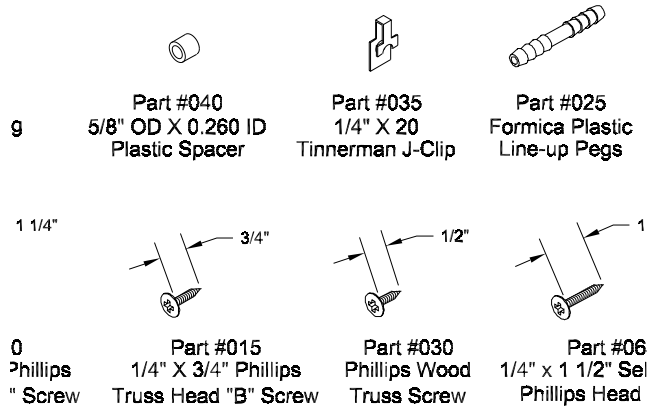 Part #040
5/8" OD X 0.260 ID
Plastic Spacer
Part #035
1/4" X 20
Tinnerman J-Clip
Part #025
Formica Plastic
Line-up Pegs
g
1 1/4"
3/4"
1/2"
1
0
Phillips
" Screw
Part #015
1/4" X 3/4" Phillips
Truss Head "B" Screw
Part #030
Phillips Wood
Truss Screw
Part #06
1/4" x 1 1/2" Sel
Phillips Head